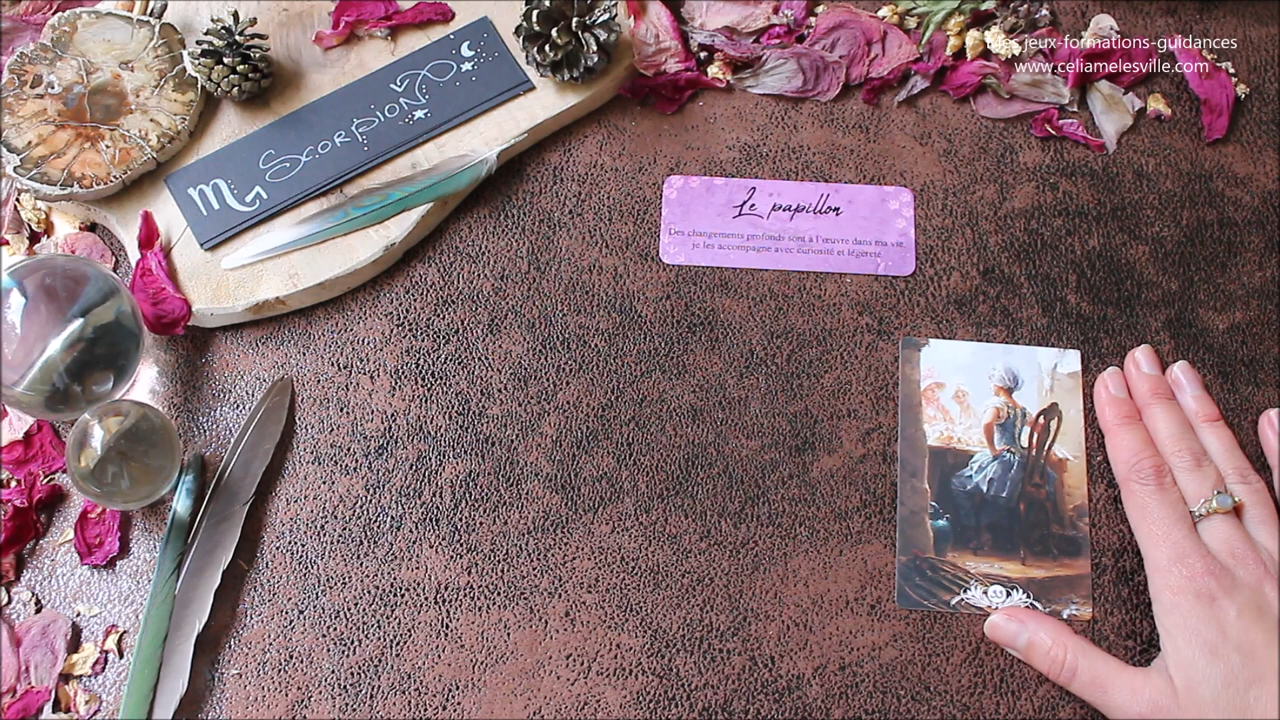 Mes jeux-formations-guidances
www.celiamelesville.com
Scorpion
Le papillon
Des changements profonds sont à l'œuvre dans ma vie,
je les accompagne avec curiosité et légèreté